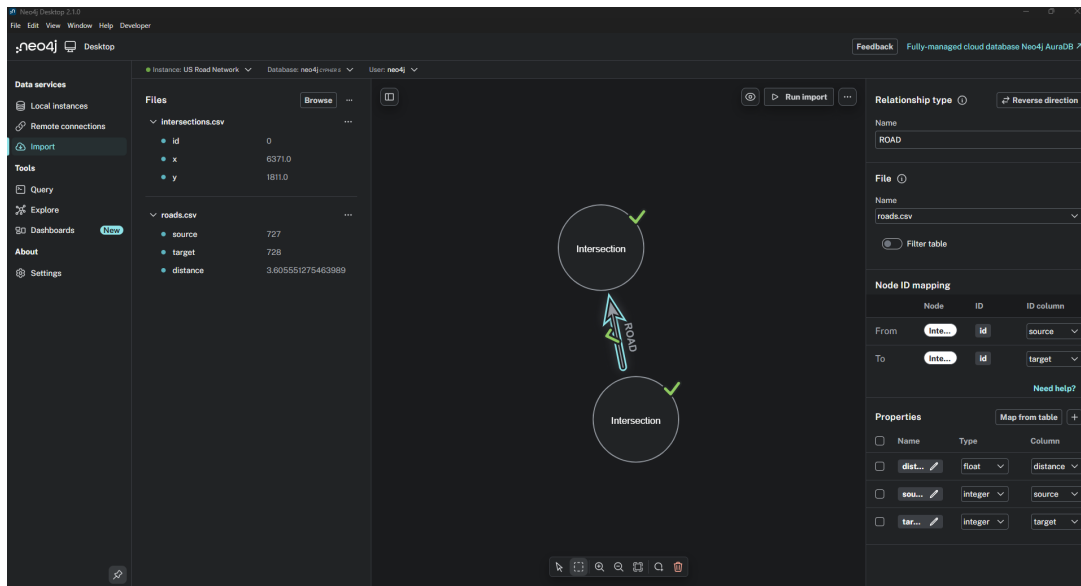 Neo4j Desktop 2.1.0
File Edit View Window Help Developer
:neo4j Desktop
Feedback
Fully-managed cloud database Neo4j AuraDB
Instance: US Road Network
Database: neo4j CYPHER 5
User: neo4j
Data services
Local instances
Remote connections
Import
Tools
Query
Explore
Dashboards New
About
Settings
Files Browse ...
intersections.csv ...
id 0
x 6371.0
y 1811.0
roads.csv ...
source 727
target 728
distance 3.605551275463989
Run import ...
Intersection
ROAD
Intersection
Relationship type Reverse direction
Name
ROAD
File
Name
roads.csv
Filter table
Node ID mapping
Node ID ID column
From Inte... id source
To Inte... id target
Need help?
Properties Map from table +
Name Type Column
dist... float distance
sou... integer source
tar... integer target